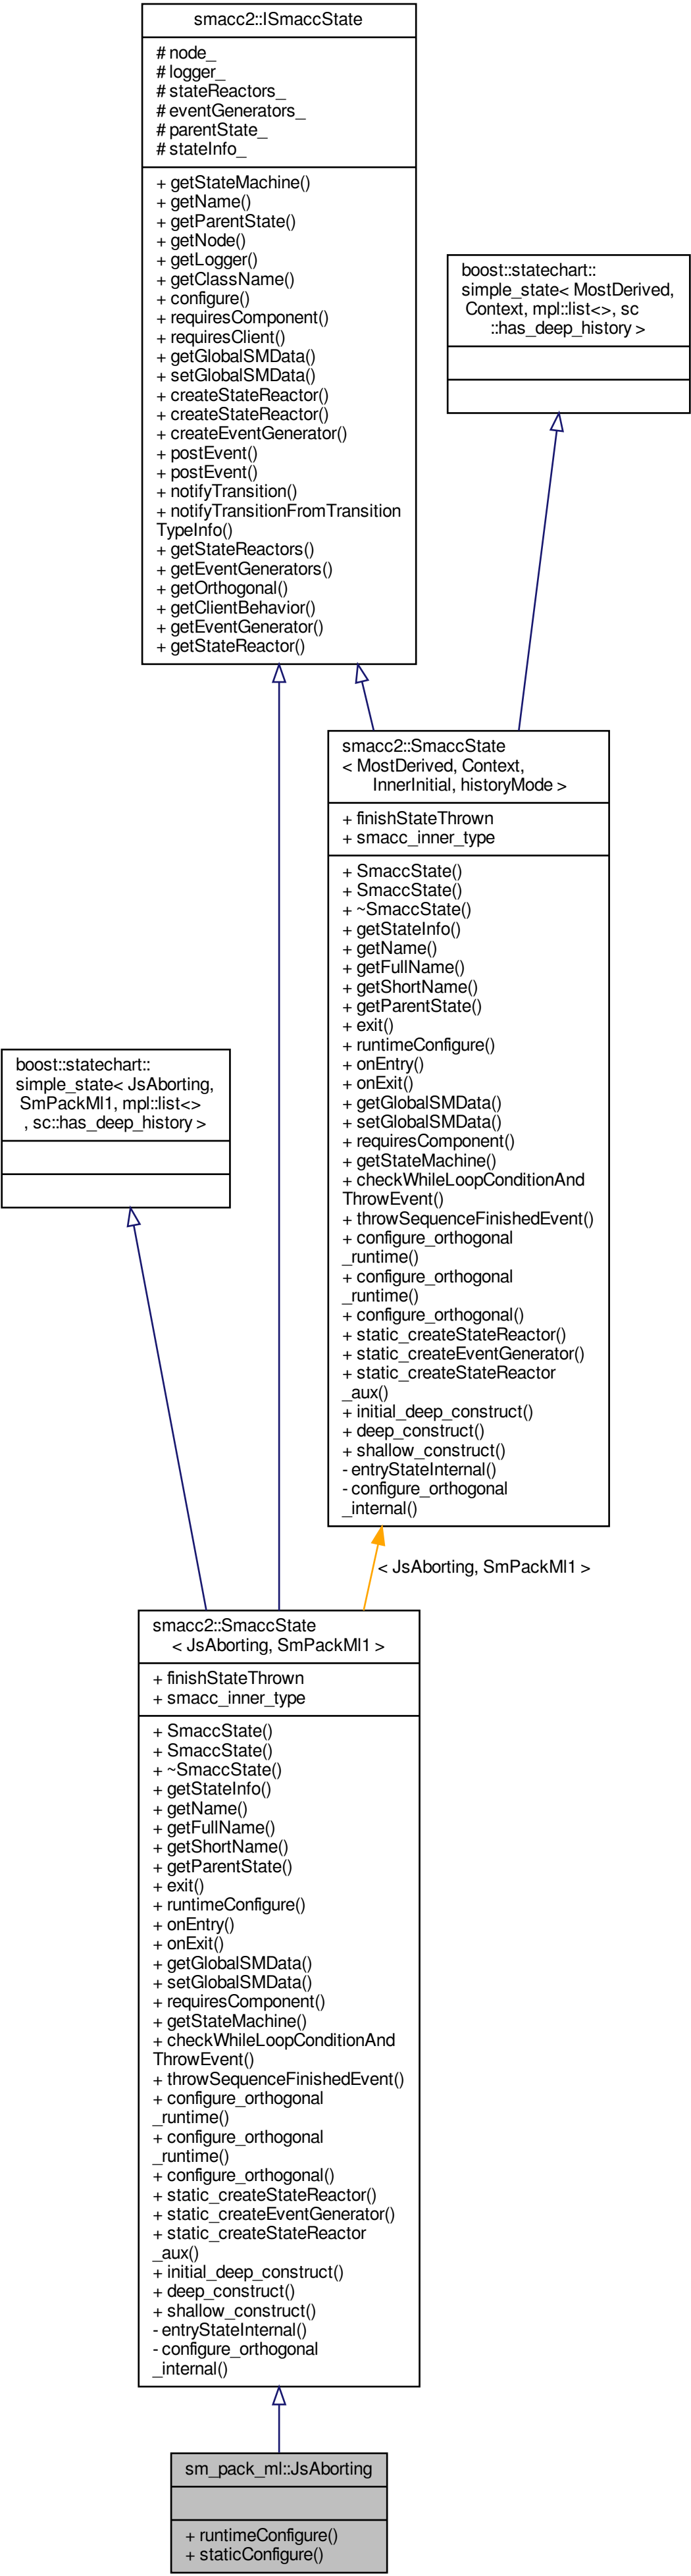 smacc2::ISmaccState
# node_
# logger_
# stateReactors_
# eventGenerators_
# parentState_
# stateInfo_
+ getStateMachine()
+ getName()
+ getParentState()
+ getNode()
+ getLogger()
+ getClassName()
+ configure()
+ requiresComponent()
+ requiresClient()
+ getGlobalSMData()
+ setGlobalSMData()
+ createStateReactor()
+ createStateReactor()
+ createEventGenerator()
+ postEvent()
+ postEvent()
+ notifyTransition()
+ notifyTransitionFromTransition
TypeInfo()
+ getStateReactors()
+ getEventGenerators()
+ getOrthogonal()
+ getClientBehavior()
+ getEventGenerator()
+ getStateReactor()
boost::statechart::
simple_state< MostDerived,
Context, mpl::list<>, sc
::has_deep_history >
smacc2::SmaccState
< MostDerived, Context,
InnerInitial, historyMode >
+ finishStateThrown
+ smacc_inner_type
+ SmaccState()
+ SmaccState()
+ ~SmaccState()
+ getStateInfo()
+ getName()
+ getFullName()
+ getShortName()
+ getParentState()
+ exit()
+ runtimeConfigure()
+ onEntry()
+ onExit()
+ getGlobalSMData()
+ setGlobalSMData()
+ requiresComponent()
+ getStateMachine()
+ checkWhileLoopConditionAnd
ThrowEvent()
+ throwSequenceFinishedEvent()
+ configure_orthogonal
_runtime()
+ configure_orthogonal
_runtime()
+ configure_orthogonal()
+ static_createStateReactor()
+ static_createEventGenerator()
+ static_createStateReactor
_aux()
+ initial_deep_construct()
+ deep_construct()
+ shallow_construct()
- entryStateInternal()
- configure_orthogonal
_internal()
boost::statechart::
simple_state< JsAborting,
SmPackMl1, mpl::list<>
, sc::has_deep_history >
< JsAborting, SmPackMl1 >
smacc2::SmaccState
< JsAborting, SmPackMl1 >
+ finishStateThrown
+ smacc_inner_type
+ SmaccState()
+ SmaccState()
+ ~SmaccState()
+ getStateInfo()
+ getName()
+ getFullName()
+ getShortName()
+ getParentState()
+ exit()
+ runtimeConfigure()
+ onEntry()
+ onExit()
+ getGlobalSMData()
+ setGlobalSMData()
+ requiresComponent()
+ getStateMachine()
+ checkWhileLoopConditionAnd
ThrowEvent()
+ throwSequenceFinishedEvent()
+ configure_orthogonal
_runtime()
+ configure_orthogonal
_runtime()
+ configure_orthogonal()
+ static_createStateReactor()
+ static_createEventGenerator()
+ static_createStateReactor
_aux()
+ initial_deep_construct()
+ deep_construct()
+ shallow_construct()
- entryStateInternal()
- configure_orthogonal
_internal()
sm_pack_ml::JsAborting
+ runtimeConfigure()
+ staticConfigure()